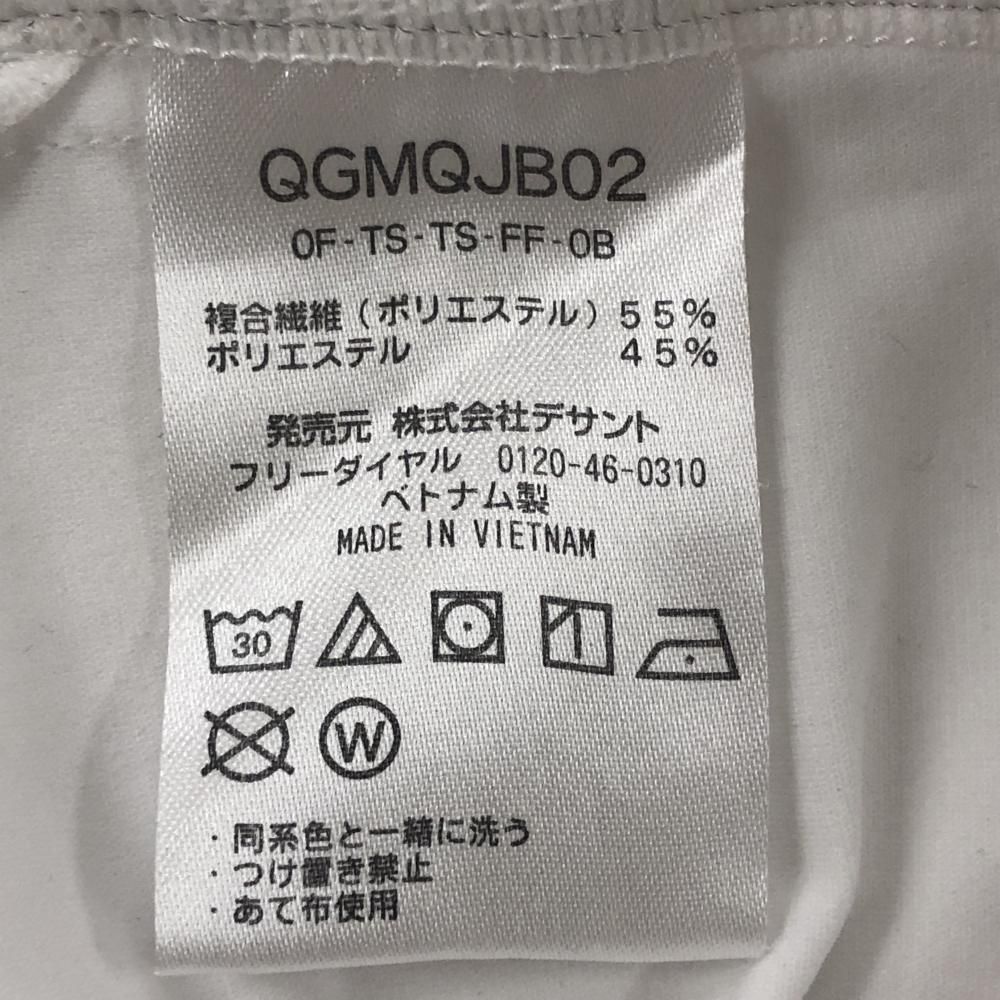 QGMQJB02
0F-TS-TS-FF-0B
複合繊維（ポリエステル）55%
ポリエステル 45%
発売元 株式会社デサント
フリーダイヤル 0120-46-0310
ベトナム製
MADE IN VIETNAM
30
W
・同系色と一緒に洗う
・つけ置き禁止
・あて布使用